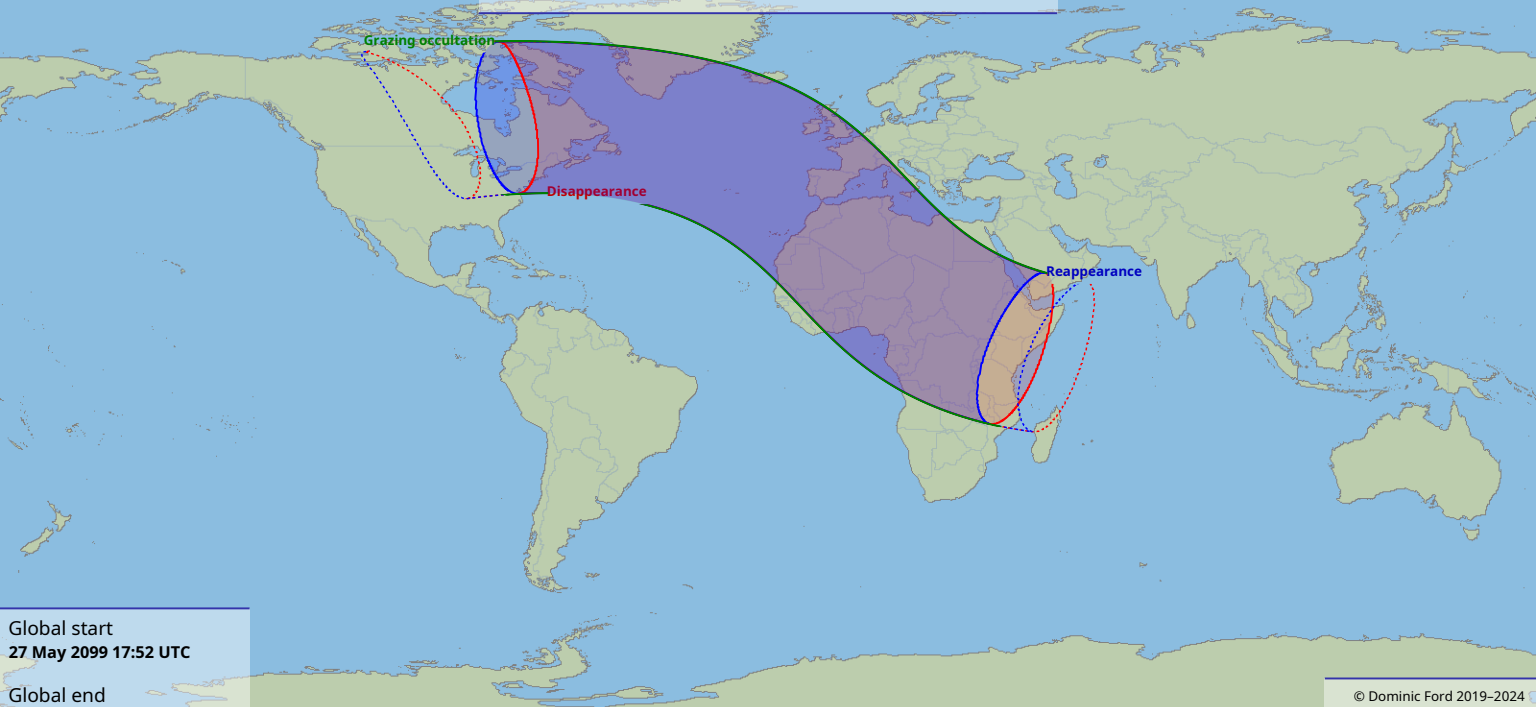 Grazing occultation
Disappearance
Reappearance
Global start
27 May 2099 17:52 UTC
Global end
© Dominic Ford 2019–2024